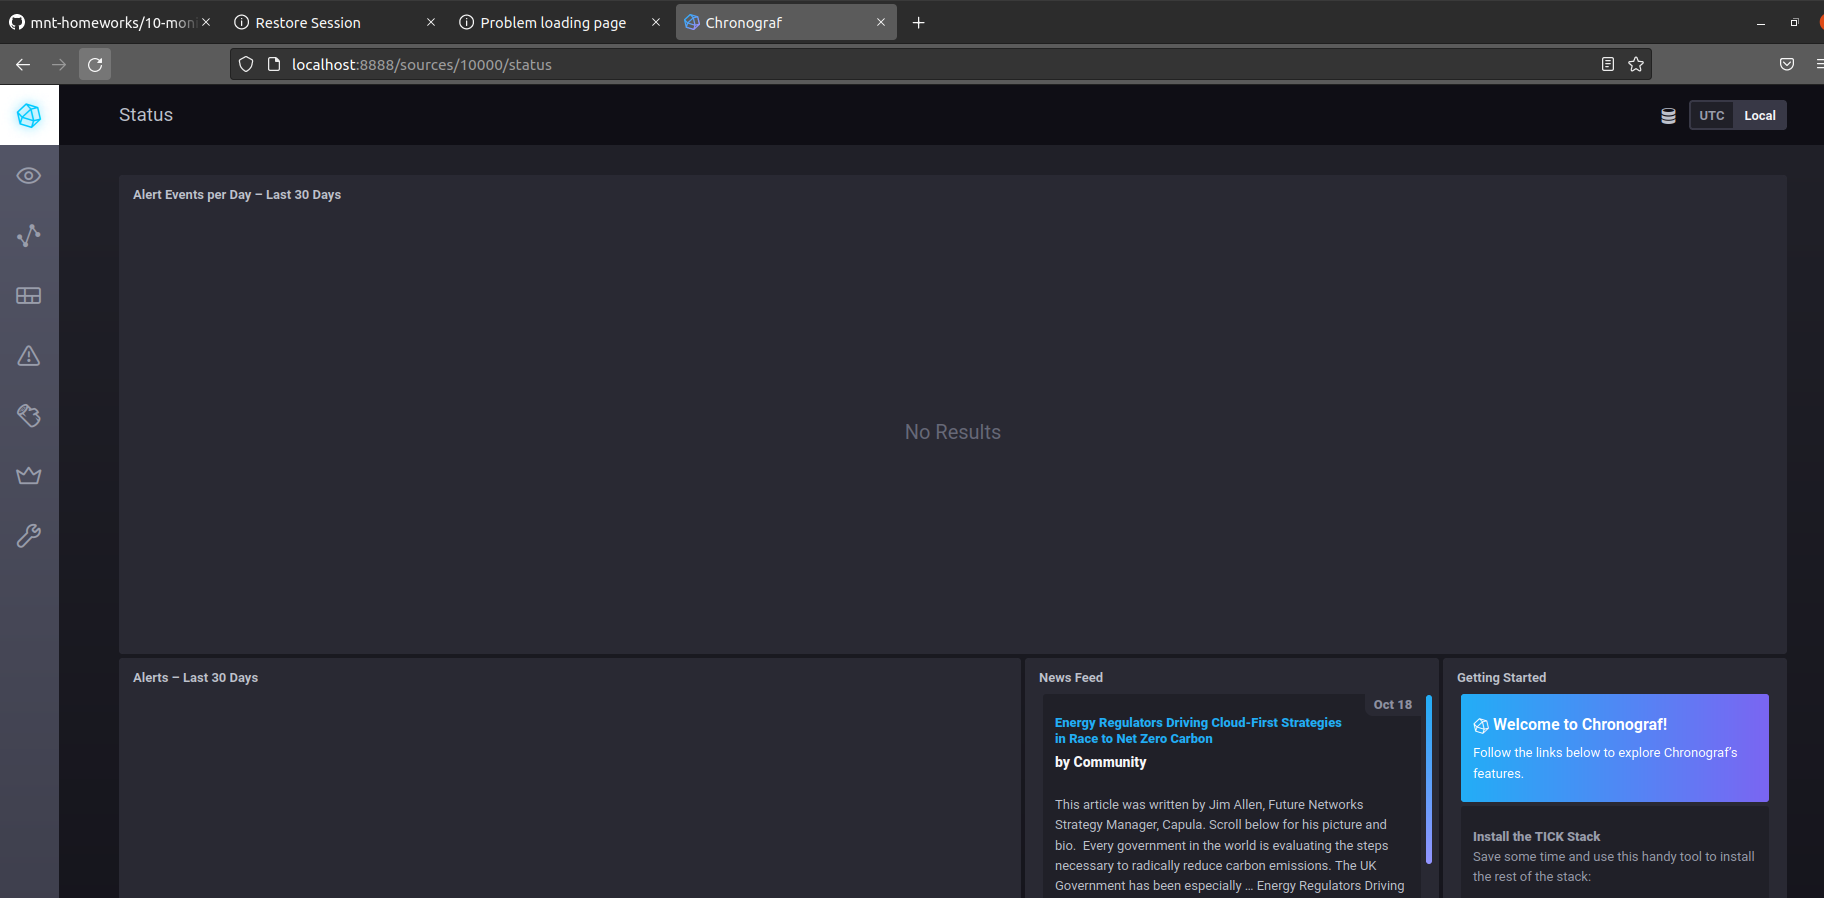 mnt-homeworks/10-mon
Restore Session
Problem loading page
Chronograf
localhost:8888/sources/10000/status
Status
UTC
Local
Alert Events per Day – Last 30 Days
No Results
Alerts – Last 30 Days
News Feed
Oct 18
Energy Regulators Driving Cloud-First Strategies
in Race to Net Zero Carbon
by Community
This article was written by Jim Allen, Future Networks
Strategy Manager, Capula. Scroll below for his picture and
bio.  Every government in the world is evaluating the steps
necessary to radically reduce carbon emissions. The UK
Government has been especially … Energy Regulators Driving
Getting Started
Welcome to Chronograf!
Follow the links below to explore Chronograf’s
features.
Install the TICK Stack
Save some time and use this handy tool to install
the rest of the stack: